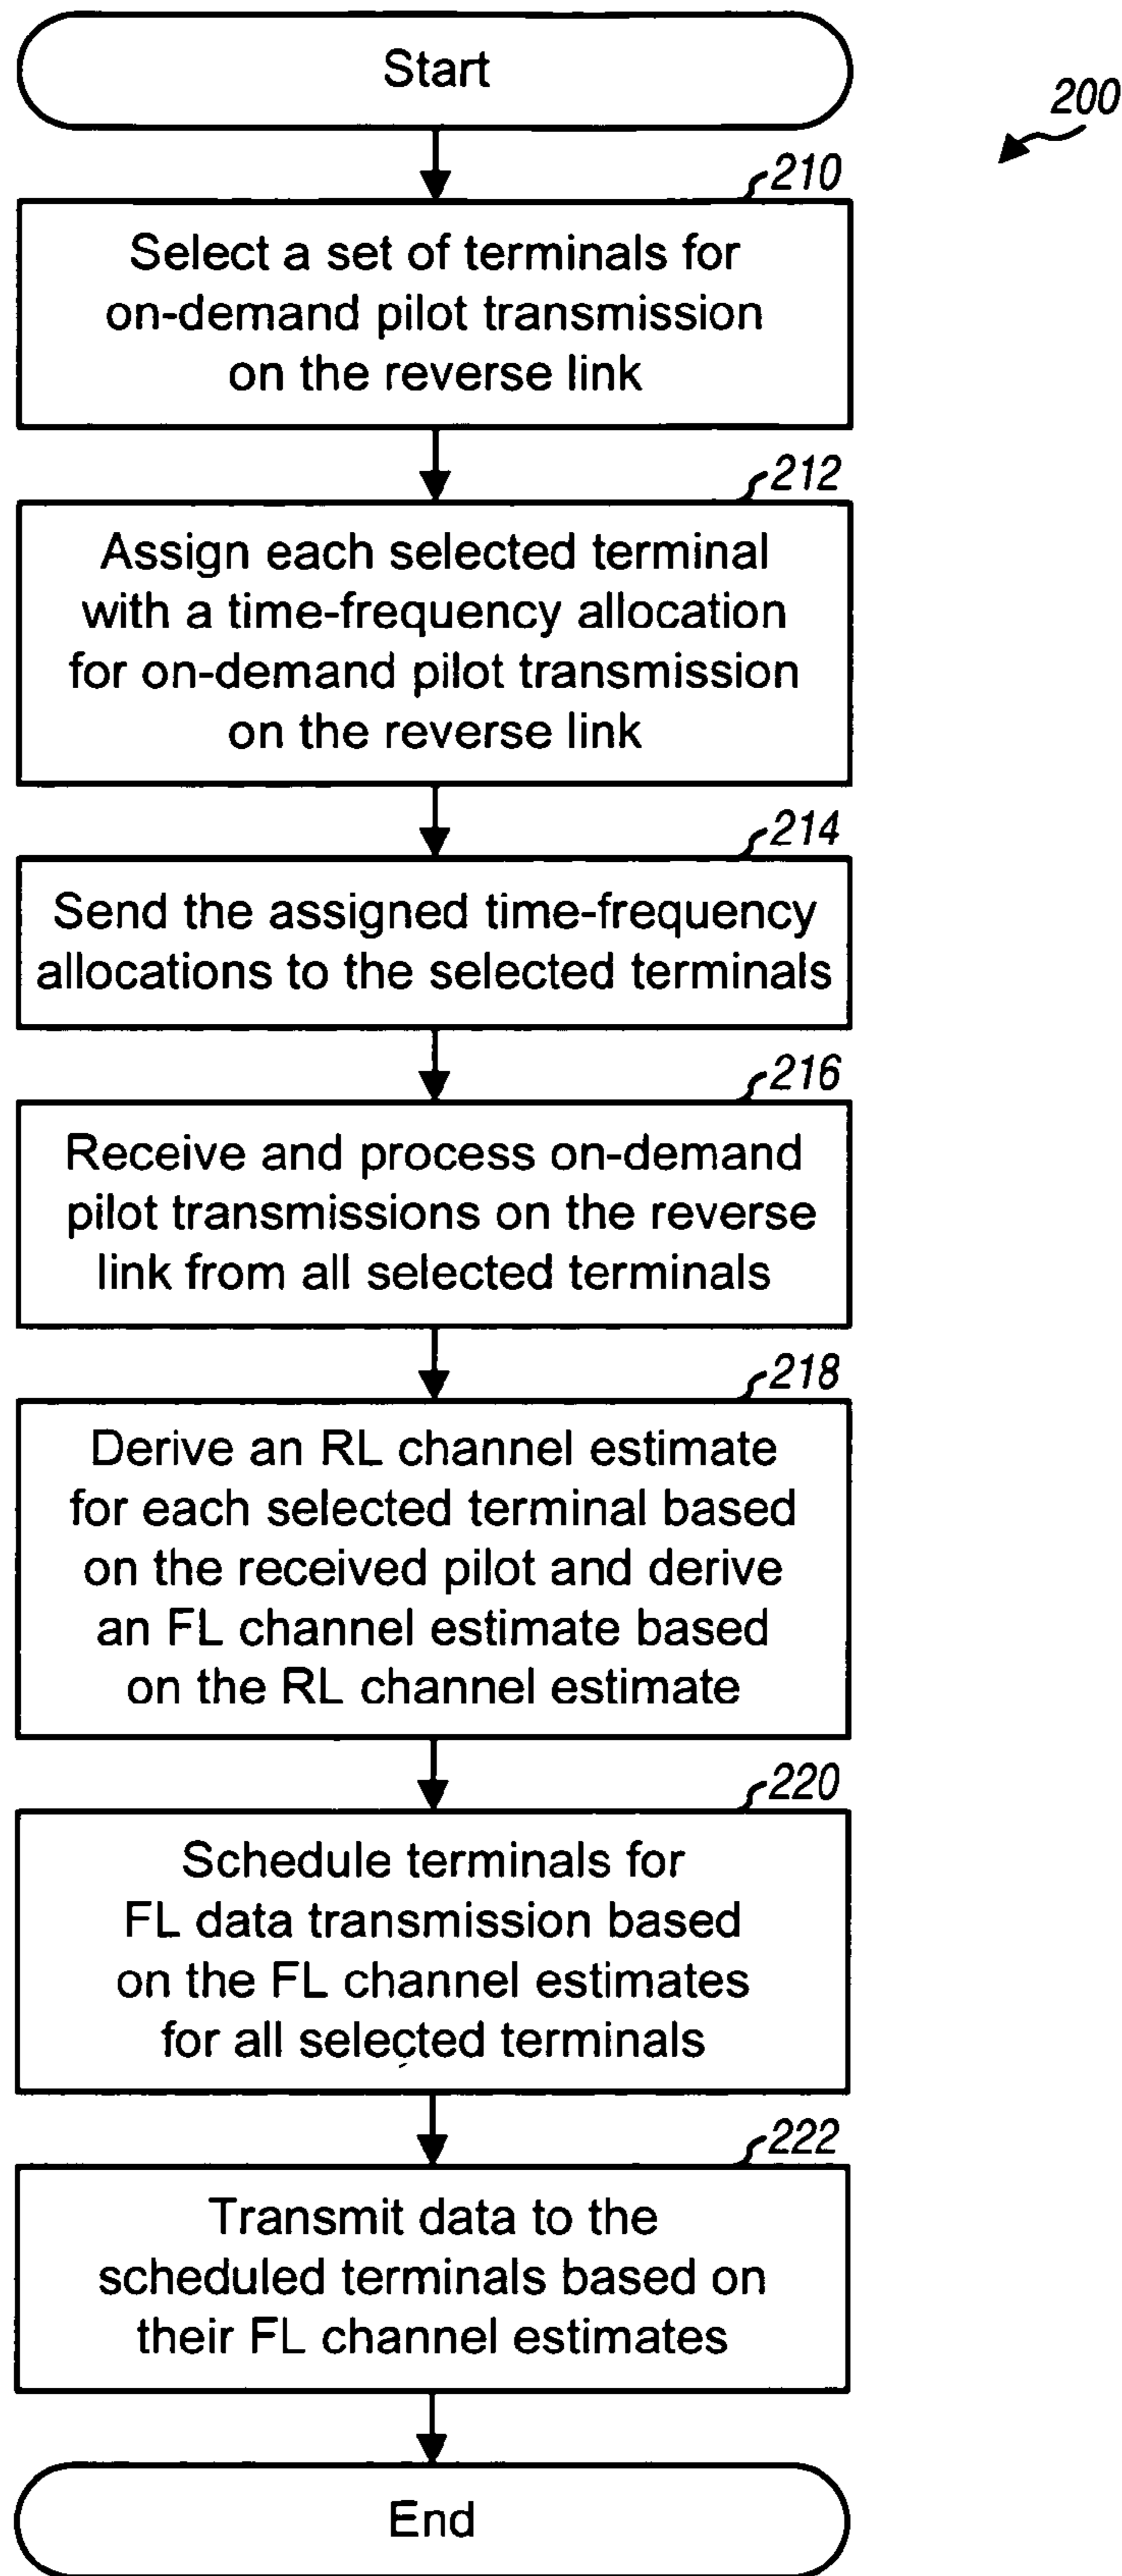 Start
200
210
Select a set of terminals for
on-demand pilot transmission
on the reverse link
212
Assign each selected terminal
with a time-frequency allocation
for on-demand pilot transmission
on the reverse link
214
Send the assigned time-frequency
allocations to the selected terminals
216
Receive and process on-demand
pilot transmissions on the reverse
link from all selected terminals
218
Derive an RL channel estimate
for each selected terminal based
on the received pilot and derive
an FL channel estimate based
on the RL channel estimate
220
Schedule terminals for
FL data transmission based
on the FL channel estimates
for all selected terminals
222
Transmit data to the
scheduled terminals based on
their FL channel estimates
End